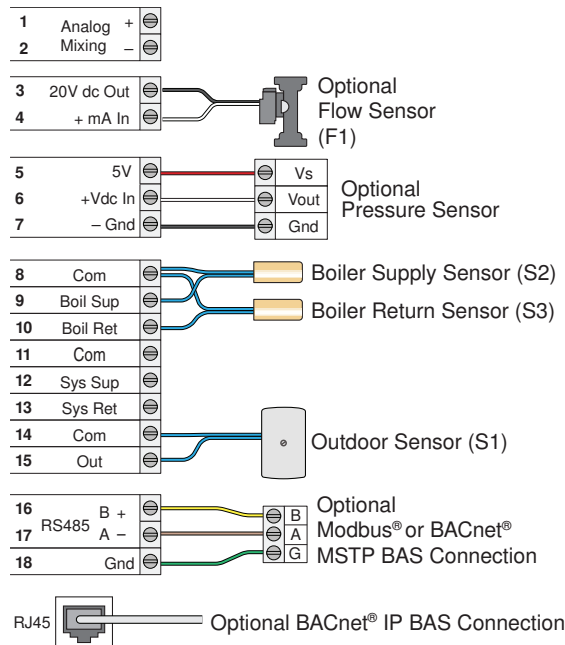 1 Analog +
2 Mixing –
3 20V dc Out
4 + mA In
Optional
Flow Sensor
(F1)
5 5V Vs
6 +Vdc In Vout
7 – Gnd Gnd
Optional
Pressure Sensor
8 Com
9 Boil Sup
10 Boil Ret
11 Com
12 Sys Sup
13 Sys Ret
14 Com
15 Out
Boiler Supply Sensor (S2)
Boiler Return Sensor (S3)
Outdoor Sensor (S1)
16 B + B
17 RS485 A – A
18 Gnd G
Optional
Modbus® or BACnet®
MSTP BAS Connection
RJ45 Optional BACnet® IP BAS Connection